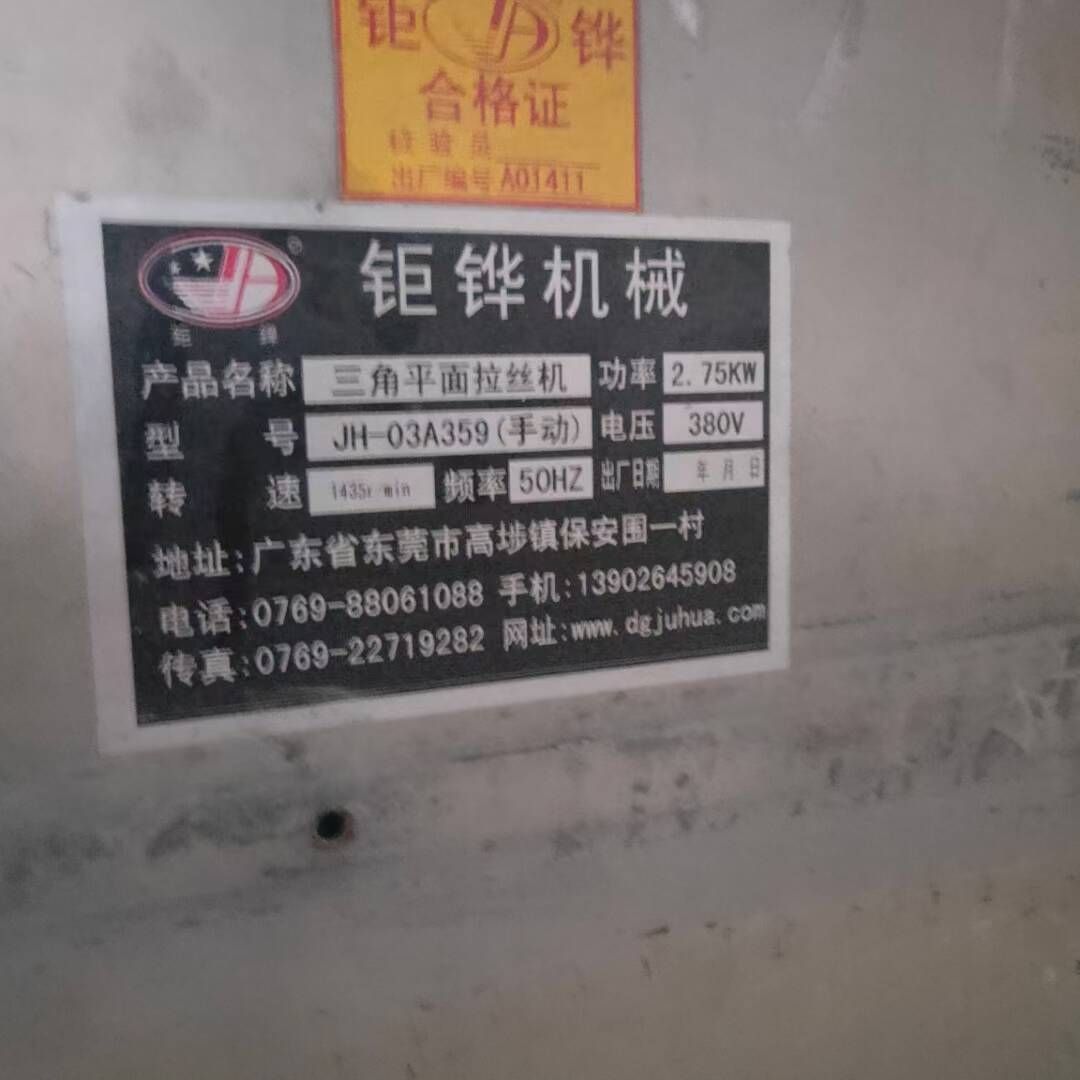 钜 铧
合格证
检验员
出厂编号 A01411
钜铧机械
钜 铧
产品名称 三角平面拉丝机 功率 2.75KW
型号 JH-03A359(手动) 电压 380V
转速 1435r/min 频率 50HZ 出厂日期 年 月 日
地址:广东省东莞市高埗镇保安围一村
电话:0769-88061088 手机:13902645908
传真:0769-22719282 网址:www.dgjuhua.com